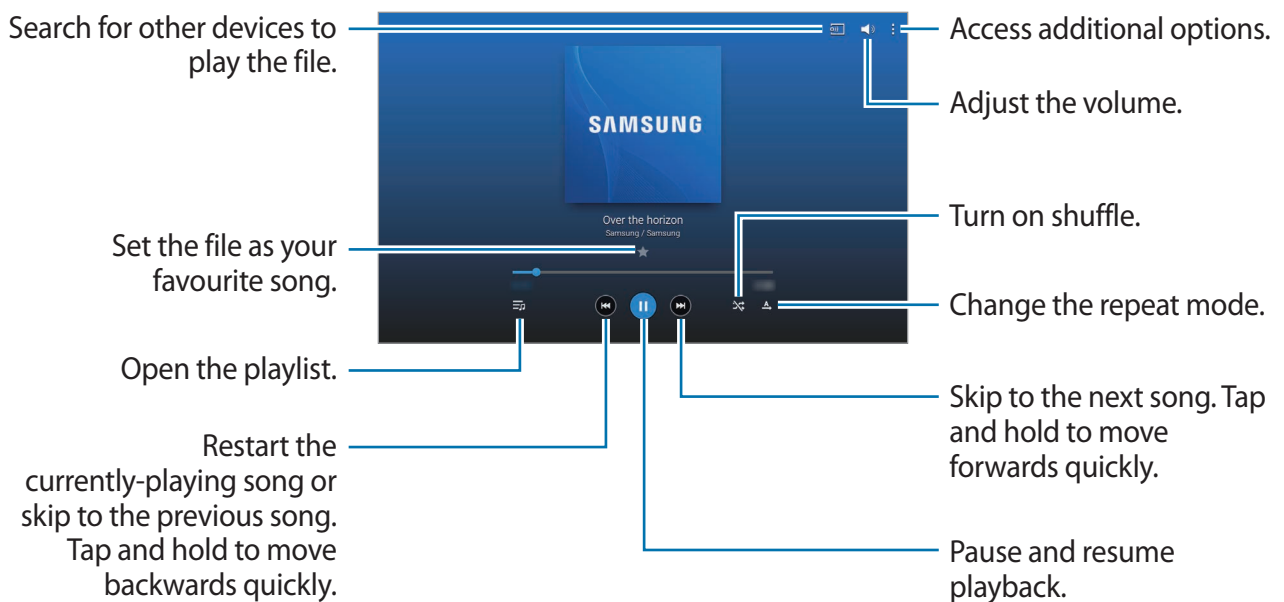 Search for other devices to
play the file.
Access additional options.
Adjust the volume.
SAMSUNG
Over the horizon
Samsung / Samsung
Set the file as your
favourite song.
Turn on shuffle.
Change the repeat mode.
A
Open the playlist.
Skip to the next song. Tap
and hold to move
forwards quickly.
Restart the
currently-playing song or
skip to the previous song.
Tap and hold to move
backwards quickly.
Pause and resume
playback.